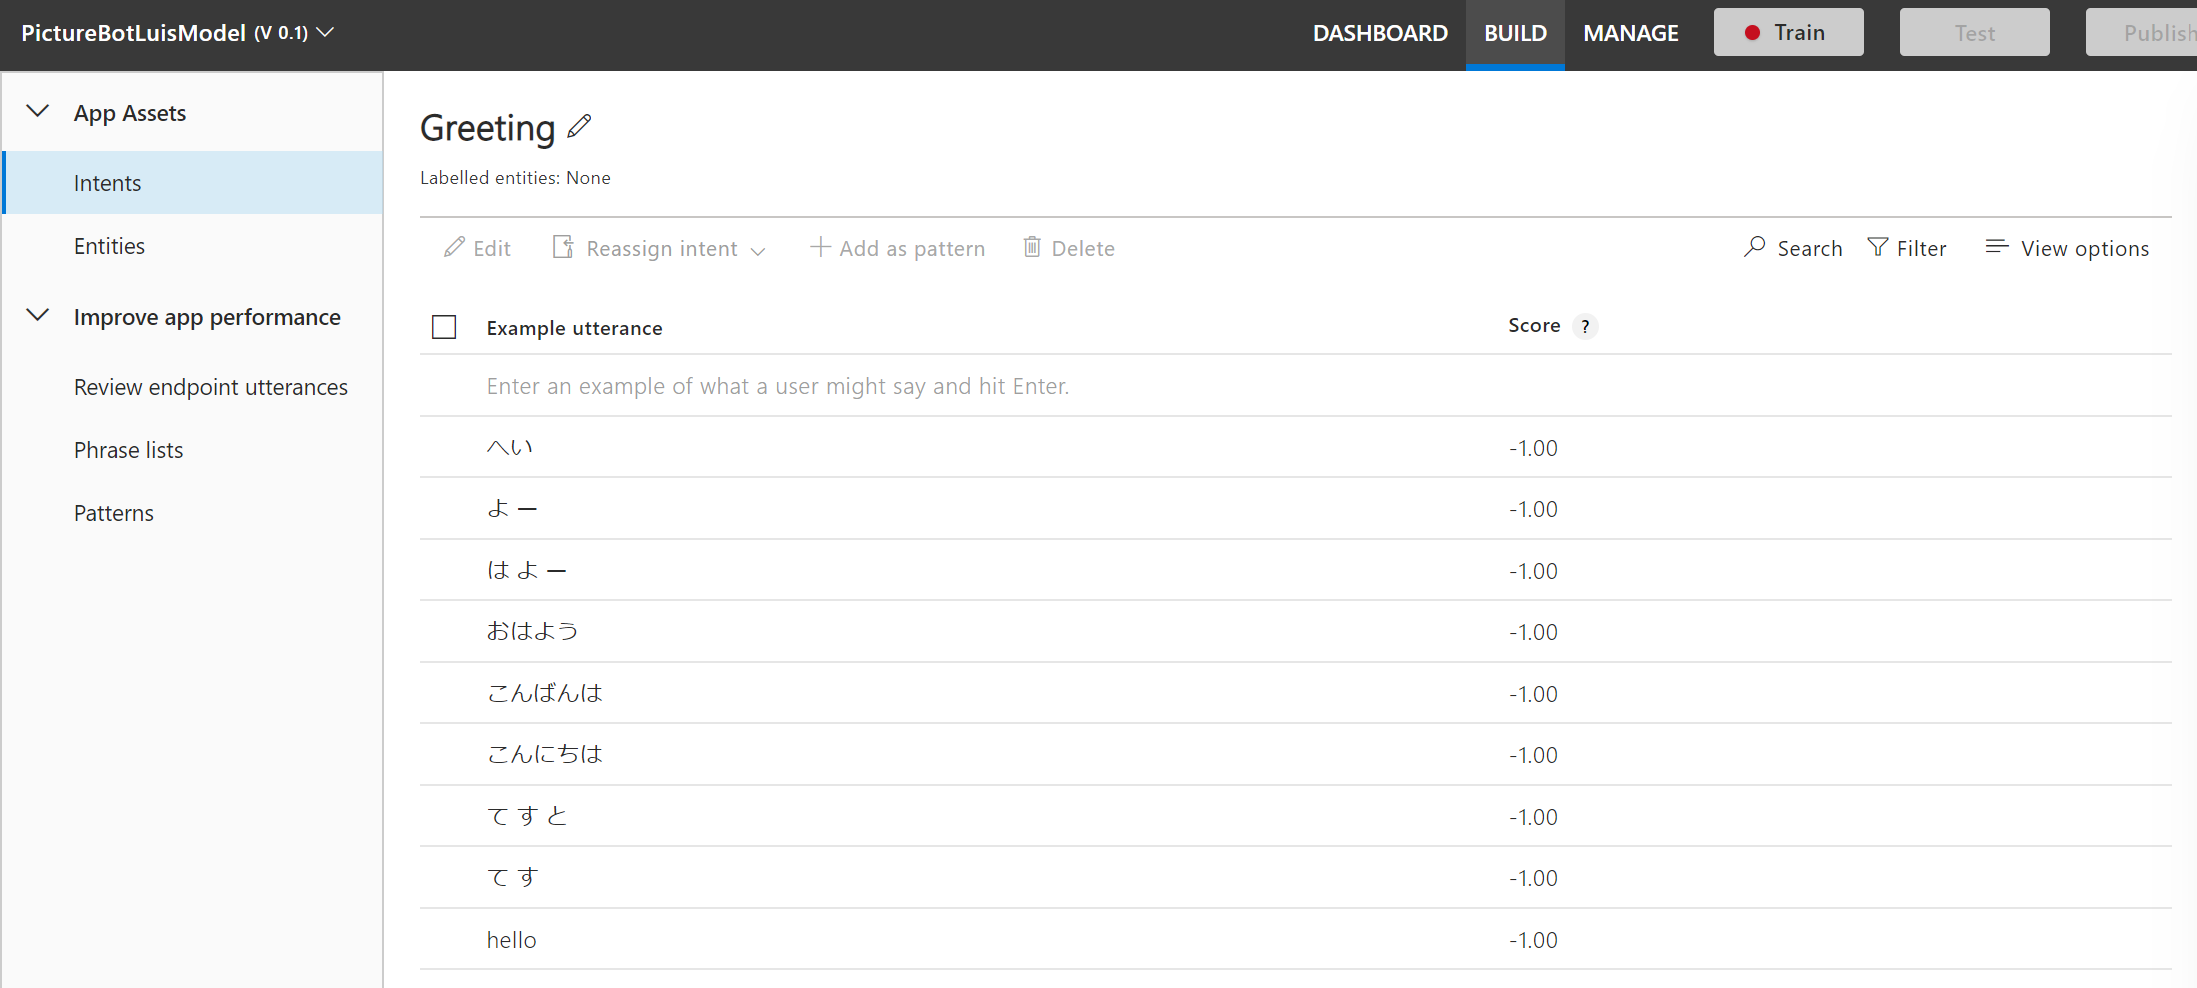 PictureBotLuisModel (V 0.1)
DASHBOARD
BUILD
MANAGE
Train
Test
Publish
App Assets
Intents
Entities
Improve app performance
Review endpoint utterances
Phrase lists
Patterns
Greeting
Labelled entities: None
Edit
Reassign intent
Add as pattern
Delete
Search
Filter
View options
Example utterance
Score ?
Enter an example of what a user might say and hit Enter.
へい -1.00
よ ー -1.00
は よ ー -1.00
おはよう -1.00
こんばんは -1.00
こんにちは -1.00
て す と -1.00
て す -1.00
hello -1.00